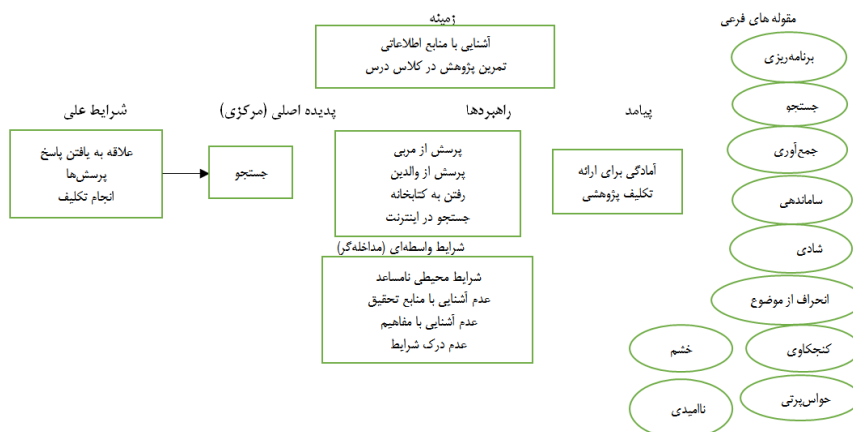 زمینه
آشنایی با منابع اطلاعاتی
تمرین پژوهش در کلاس درس
مقوله های فرعی
برنامه‌ریزی
جستجو
جمع‌آوری
ساماندهی
شادی
انحراف از موضوع
کنجکاوی
خشم
حواس‌پرتی
ناامیدی
پیامد
آمادگی برای ارائه
تکلیف پژوهشی
راهبردها
پرسش از مربی
پرسش از والدین
رفتن به کتابخانه
جستجو در اینترنت
شرایط واسطه‌ای (مداخله‌گر)
شرایط محیطی نامساعد
عدم آشنایی با منابع تحقیق
عدم آشنایی با مفاهیم
عدم درک شرایط
پدیده اصلی (مرکزی)
جستجو
شرایط علی
علاقه به یافتن پاسخ
پرسش‌ها
انجام تکلیف